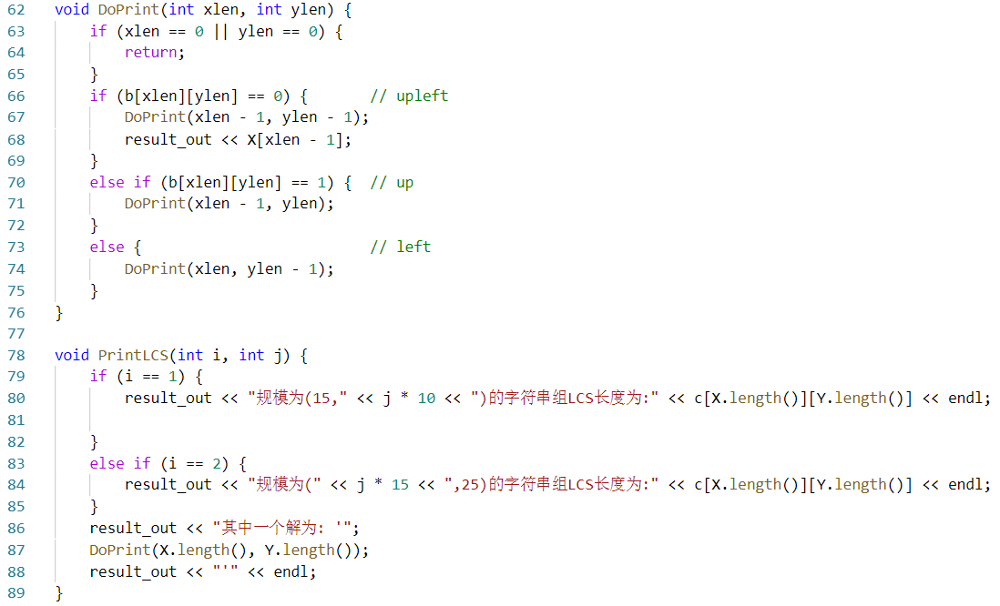 62 void DoPrint(int xlen, int ylen) {
63     if (xlen == 0 || ylen == 0) {
64         return;
65     }
66     if (b[xlen][ylen] == 0) {       // upleft
67         DoPrint(xlen - 1, ylen - 1);
68         result_out << X[xlen - 1];
69     }
70     else if (b[xlen][ylen] == 1) {  // up
71         DoPrint(xlen - 1, ylen);
72     }
73     else {                          // left
74         DoPrint(xlen, ylen - 1);
75     }
76 }
77
78 void PrintLCS(int i, int j) {
79     if (i == 1) {
80         result_out << "规模为(15," << j * 10 << ")的字符串组LCS长度为:" << c[X.length()][Y.length()] << endl;
81
82     }
83     else if (i == 2) {
84         result_out << "规模为(" << j * 15 << ",25)的字符串组LCS长度为:" << c[X.length()][Y.length()] << endl;
85     }
86     result_out << "其中一个解为: '";
87     DoPrint(X.length(), Y.length());
88     result_out << "'" << endl;
89 }